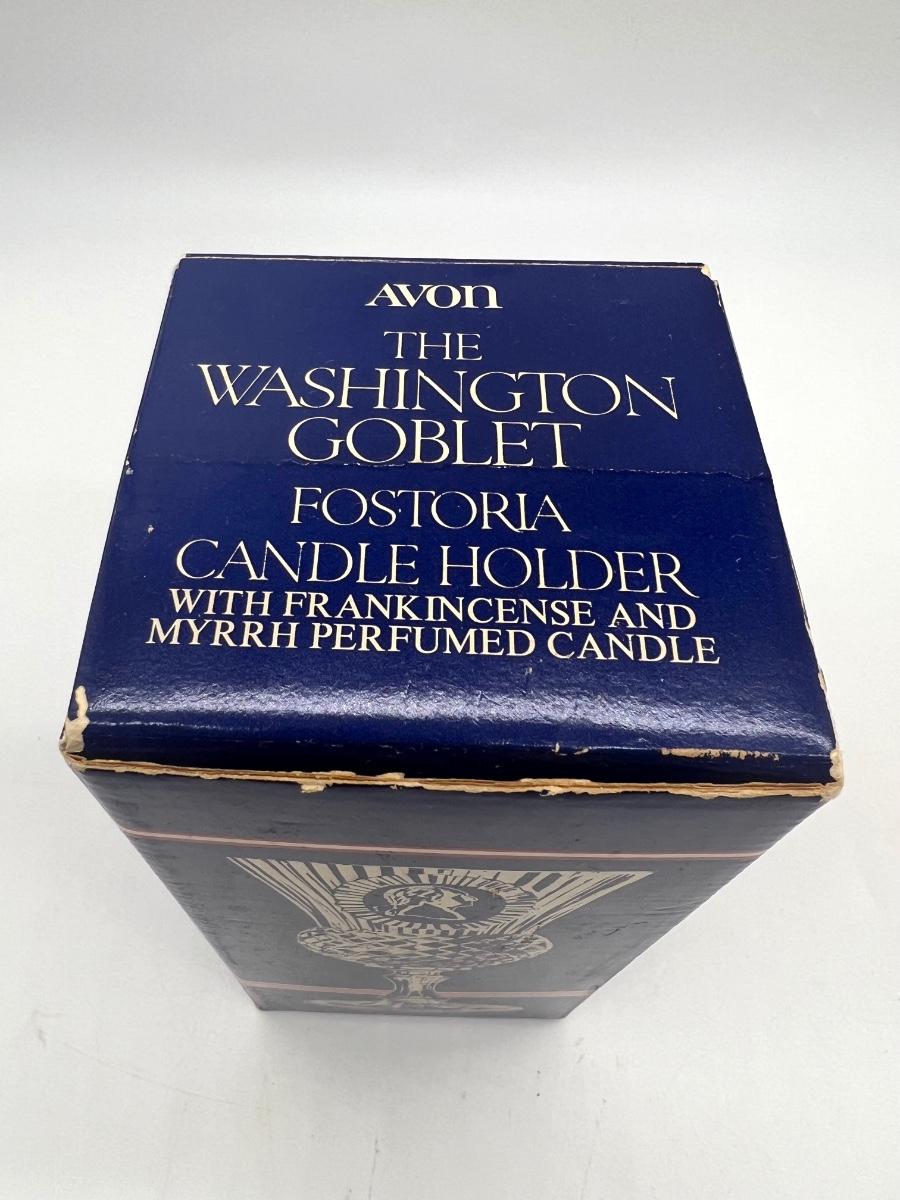 AVON
THE
WASHINGTON
GOBLET
FOSTORIA
CANDLE HOLDER
WITH FRANKINCENSE AND
MYRRH PERFUMED CANDLE